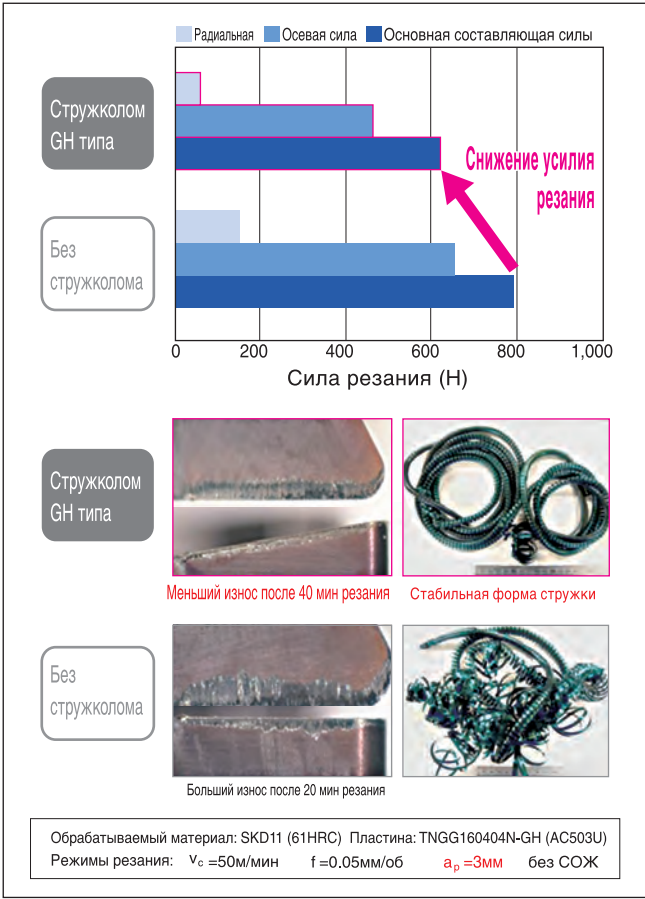 Радиальная Осевая сила Основная составляющая силы
Стружколом
GH типа
Снижение усилия
резания
Без
стружколома
0 200 400 600 800 1,000
Сила резания (Н)
Стружколом
GH типа
Меньший износ после 40 мин резания Стабильная форма стружки
Без
стружколома
Больший износ после 20 мин резания
Обрабатываемый материал: SKD11 (61HRC) Пластина: TNGG160404N-GH (AC503U)
Режимы резания: vc =50м/мин f =0.05мм/об ap =3мм без СОЖ